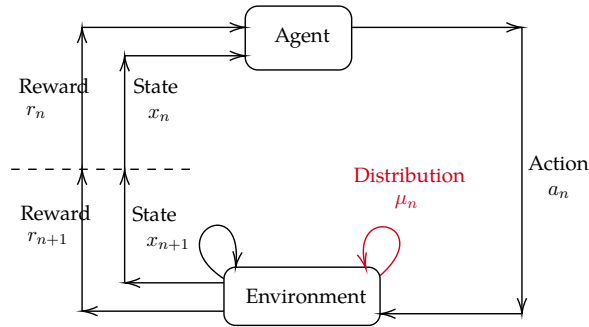 Agent
Reward
r_n
State
x_n
Distribution
μ_n
Action
a_n
Reward
r_{n+1}
State
x_{n+1}
Environment